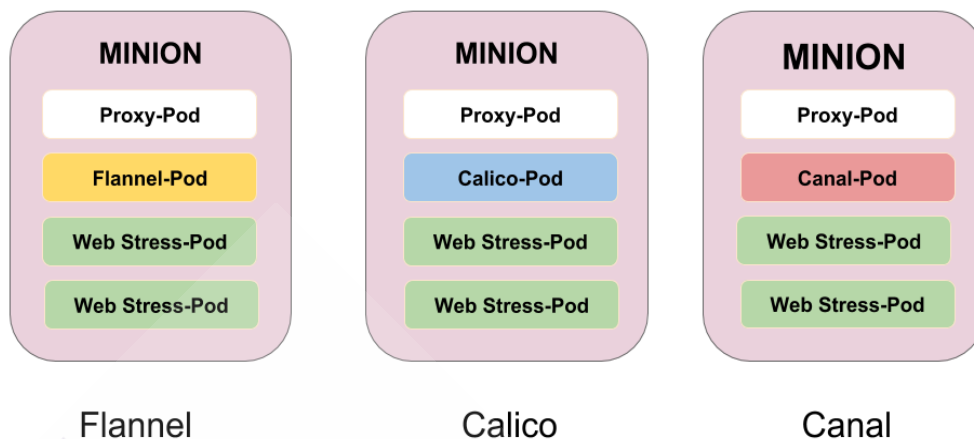 MINION
Proxy-Pod
Flannel-Pod
Web Stress-Pod
Web Stress-Pod
Flannel
MINION
Proxy-Pod
Calico-Pod
Web Stress-Pod
Web Stress-Pod
Calico
MINION
Proxy-Pod
Canal-Pod
Web Stress-Pod
Web Stress-Pod
Canal